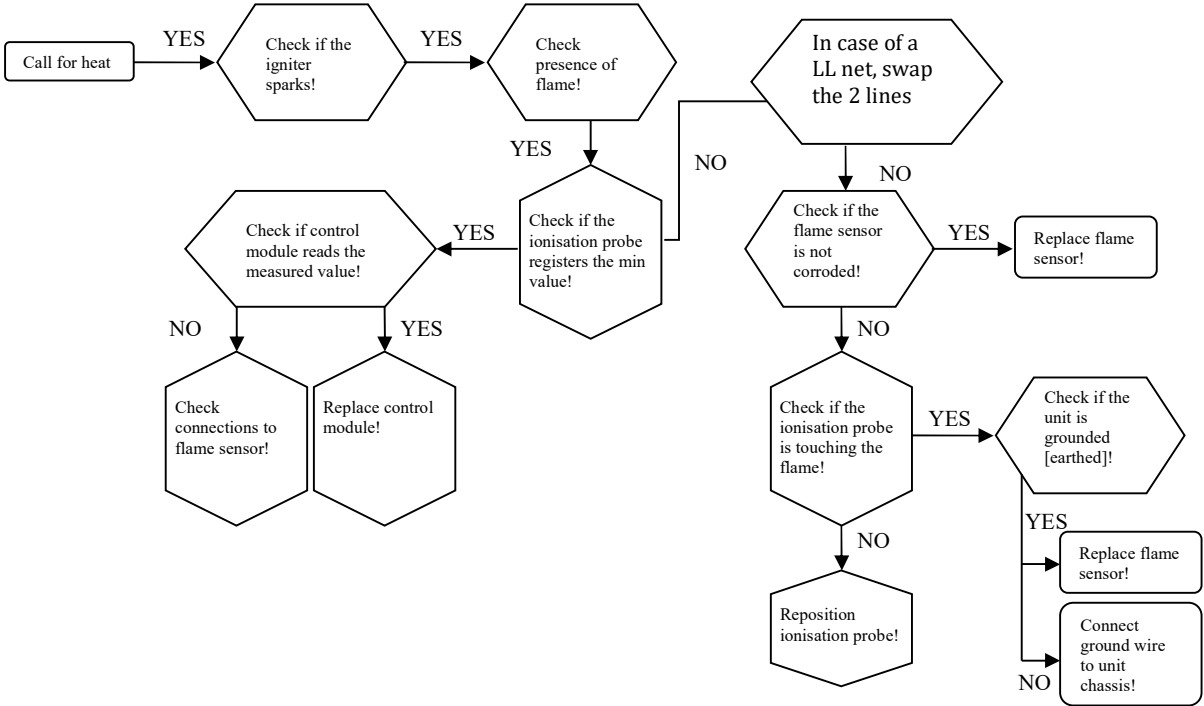 Call for heat
YES
Check if the
igniter
sparks!
YES
Check
presence of
flame!
YES
In case of a
LL net, swap
the 2 lines
NO
NO
Check if control
module reads the
measured value!
YES
Check if the
ionisation probe
registers the min
value!
Check if the
flame sensor
is not
corroded!
YES
Replace flame
sensor!
NO
YES
NO
Check
connections to
flame sensor!
Replace control
module!
Check if the
ionisation probe
is touching the
flame!
YES
Check if the
unit is
grounded
[earthed]!
NO
YES
Replace flame
sensor!
Reposition
ionisation probe!
NO
Connect
ground wire
to unit
chassis!